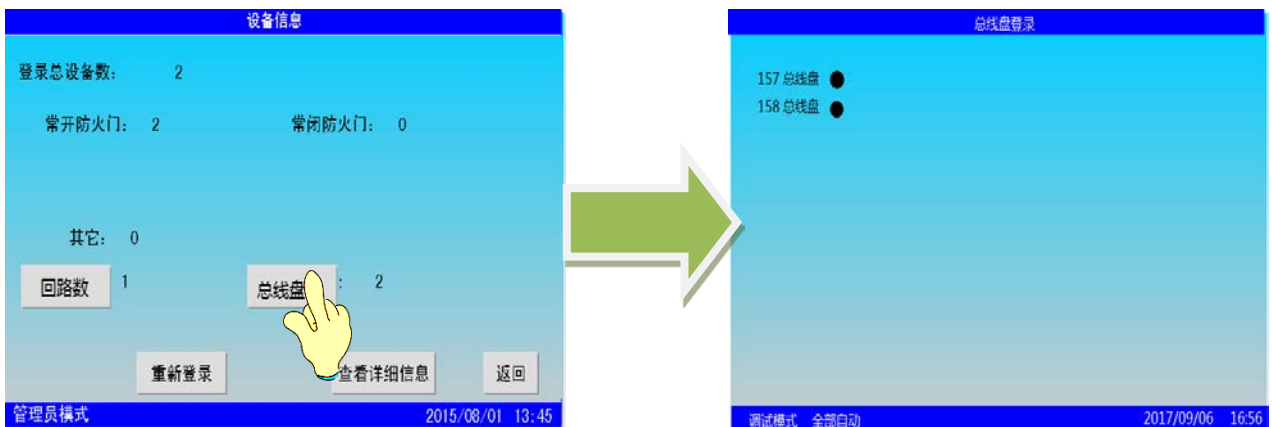 设备信息
登录总设备数： 2
常开防火门： 2 常闭防火门： 0
其它： 0
回路数 1 总线盘 : 2
重新登录 查看详细信息 返回
管理员模式 2015/08/01 13:45
总线盘登录
157 总线盘
158 总线盘
调试模式 全部自动 2017/09/06 16:56